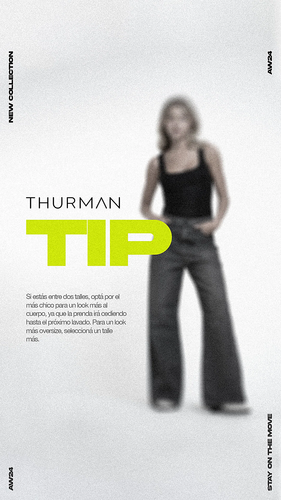 NEW COLLECTION
AW24
THURMAN
TIP
Si estás entre dos talles, optá por el
más chico para un look más al
cuerpo, ya que la prenda irá cediendo
hasta el próximo lavado. Para un look
más oversize, seleccioná un talle
más.
AW24
STAY ON THE MOVE